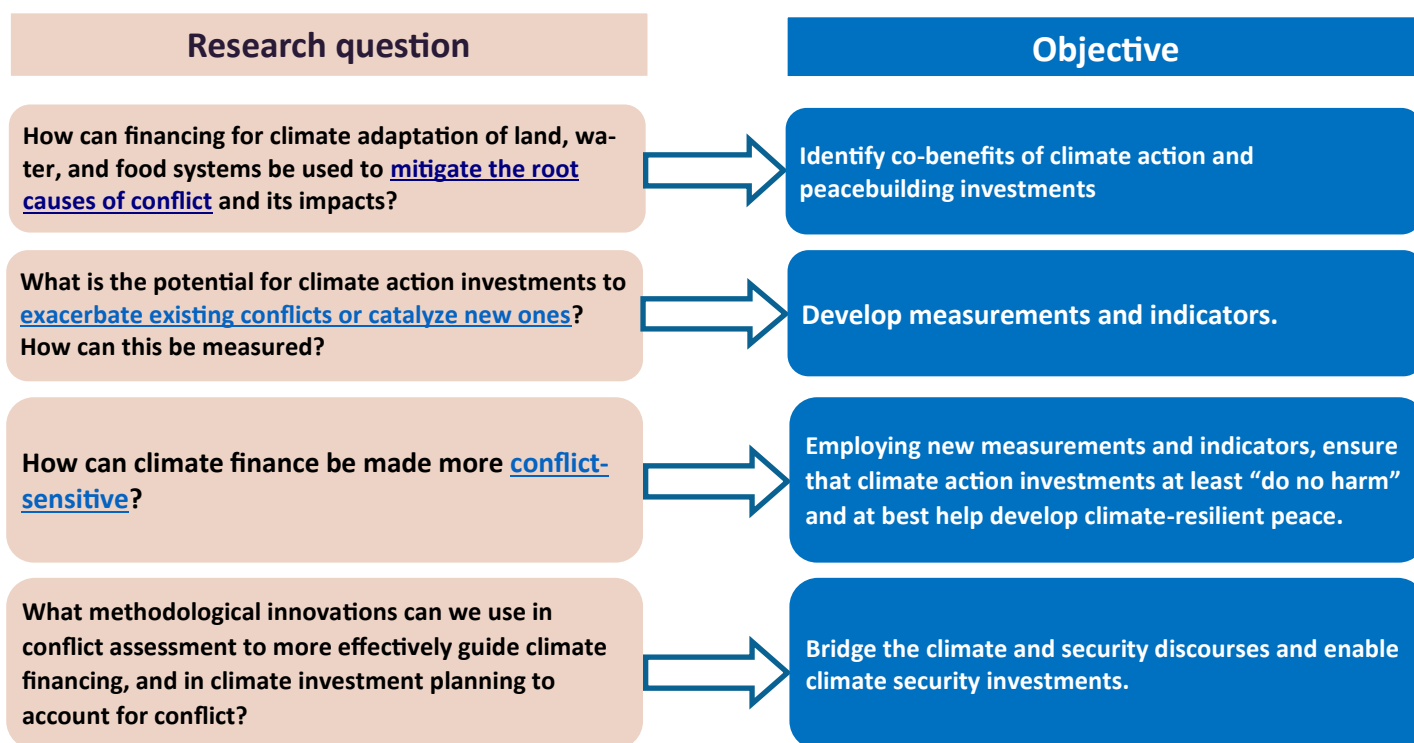 Research question
Objective
How can financing for climate adaptation of land, wa-
ter, and food systems be used to mitigate the root
causes of conflict and its impacts?
Identify co-benefits of climate action and
peacebuilding investments
What is the potential for climate action investments to
exacerbate existing conflicts or catalyze new ones?
How can this be measured?
Develop measurements and indicators.
How can climate finance be made more conflict-
sensitive?
Employing new measurements and indicators, ensure
that climate action investments at least “do no harm”
and at best help develop climate-resilient peace.
What methodological innovations can we use in
conflict assessment to more effectively guide climate
financing, and in climate investment planning to
account for conflict?
Bridge the climate and security discourses and enable
climate security investments.